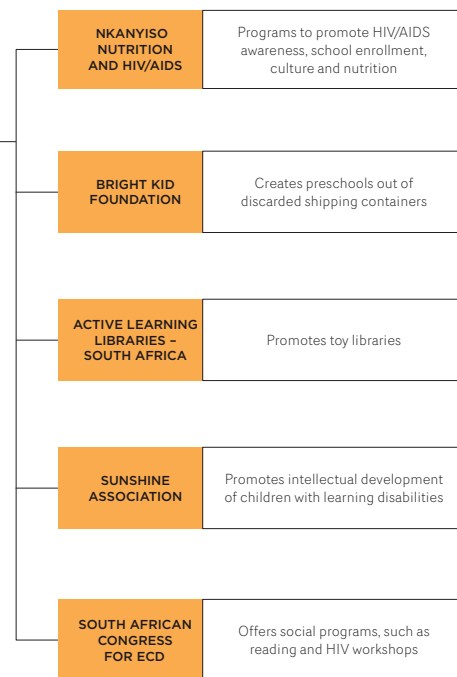 NKANYISO
NUTRITION
AND HIV/AIDS
Programs to promote HIV/AIDS
awareness, school enrollment,
culture and nutrition
BRIGHT KID
FOUNDATION
Creates preschools out of
discarded shipping containers
ACTIVE LEARNING
LIBRARIES –
SOUTH AFRICA
Promotes toy libraries
SUNSHINE
ASSOCIATION
Promotes intellectual development
of children with learning disabilities
SOUTH AFRICAN
CONGRESS
FOR ECD
Offers social programs, such as
reading and HIV workshops